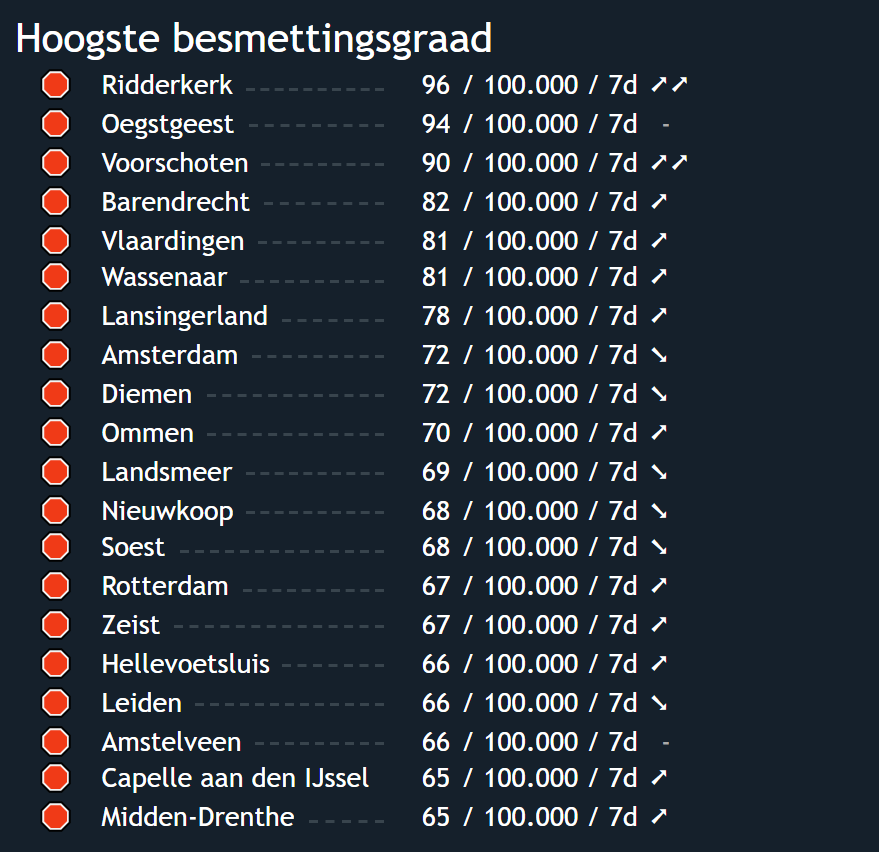 Hoogste besmettingsgraad
Ridderkerk ---------- 96 / 100.000 / 7d ➚➚
Oegstgeest ---------- 94 / 100.000 / 7d -
Voorschoten --------- 90 / 100.000 / 7d ➚➚
Barendrecht --------- 82 / 100.000 / 7d ➚
Vlaardingen --------- 81 / 100.000 / 7d ➚
Wassenaar ----------- 81 / 100.000 / 7d ➚
Lansingerland ------- 78 / 100.000 / 7d ➚
Amsterdam ---------- 72 / 100.000 / 7d ➘
Diemen ------------- 72 / 100.000 / 7d ➘
Ommen ------------- 70 / 100.000 / 7d ➚
Landsmeer ---------- 69 / 100.000 / 7d ➘
Nieuwkoop ---------- 68 / 100.000 / 7d ➘
Soest --------------- 68 / 100.000 / 7d ➘
Rotterdam ----------- 67 / 100.000 / 7d ➚
Zeist ---------------- 67 / 100.000 / 7d ➚
Hellevoetsluis ------- 66 / 100.000 / 7d ➚
Leiden -------------- 66 / 100.000 / 7d ➘
Amstelveen ---------- 66 / 100.000 / 7d -
Capelle aan den IJssel 65 / 100.000 / 7d ➚
Midden-Drenthe ----- 65 / 100.000 / 7d ➚